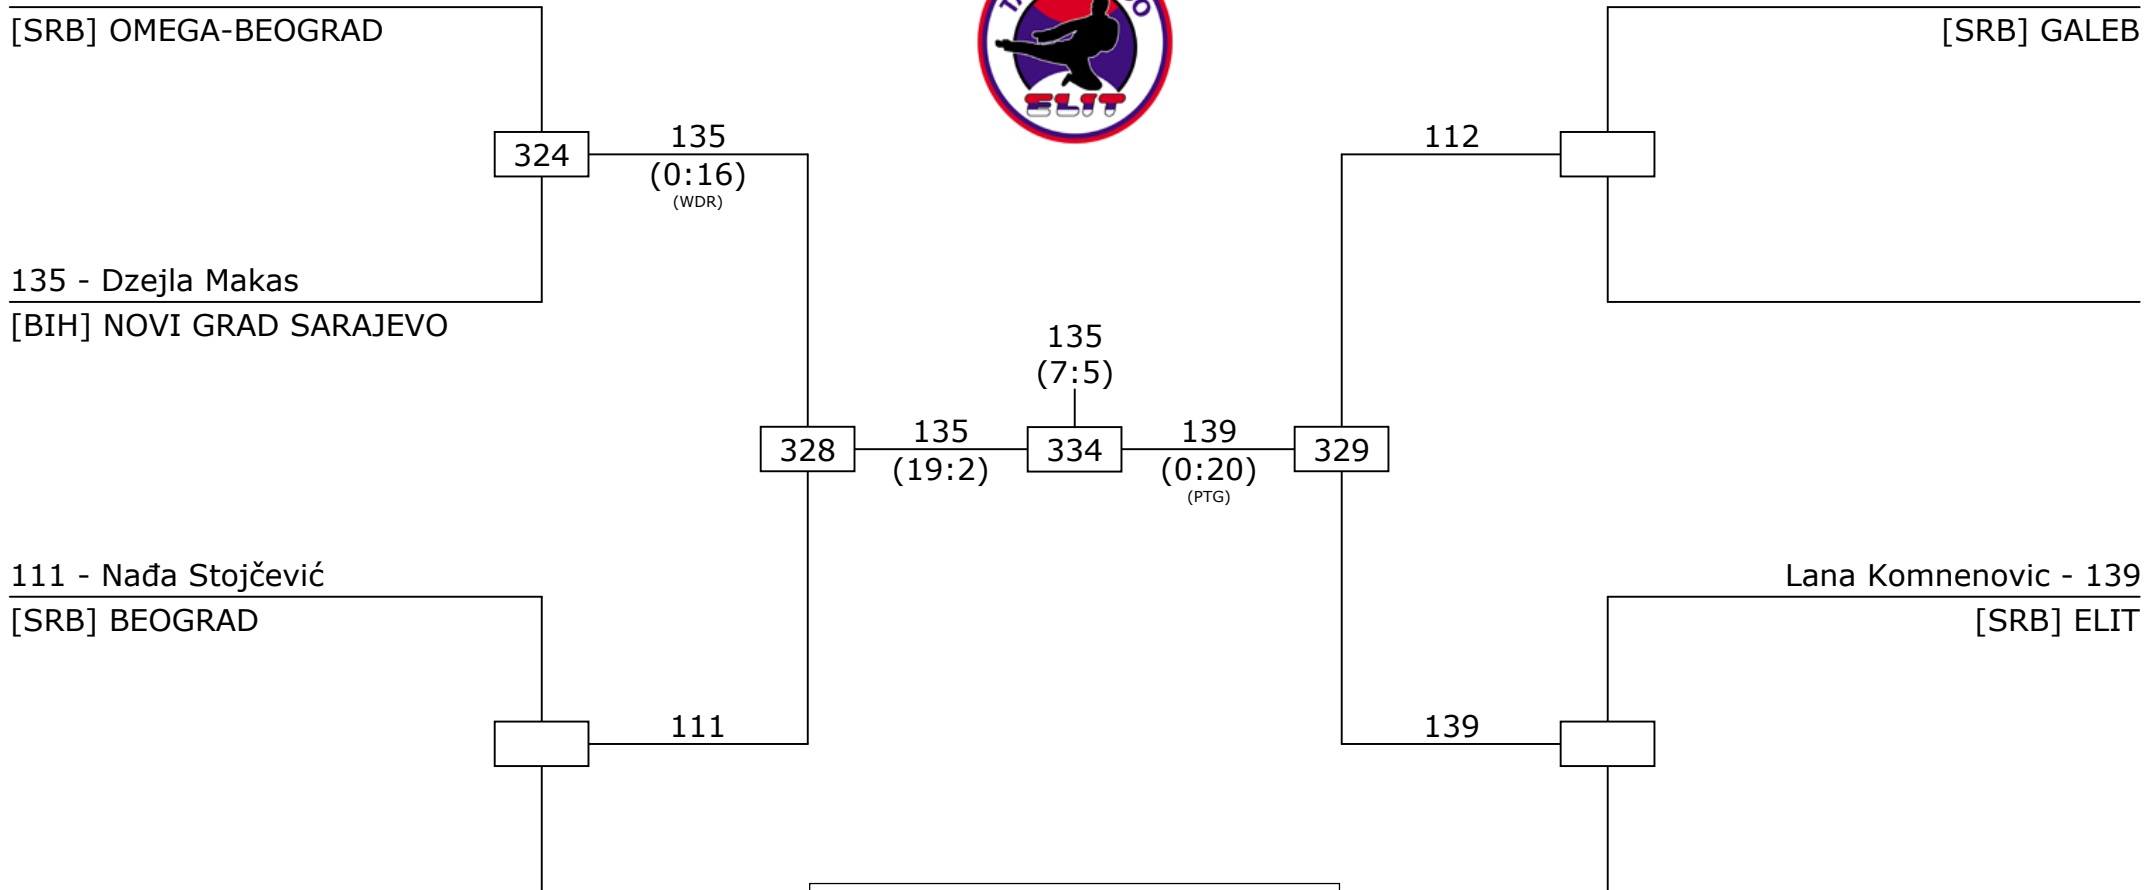 [SRB] OMEGA-BEOGRAD
[SRB] GALEB
ELIT
324
135
(0:16)
(WDR)
112
135 - Dzejla Makas
[BIH] NOVI GRAD SARAJEVO
135
(7:5)
328
135
(19:2)
334
139
(0:20)
(PTG)
329
111 - Nađa Stojčević
[SRB] BEOGRAD
Lana Komnenovic - 139
[SRB] ELIT
111
139